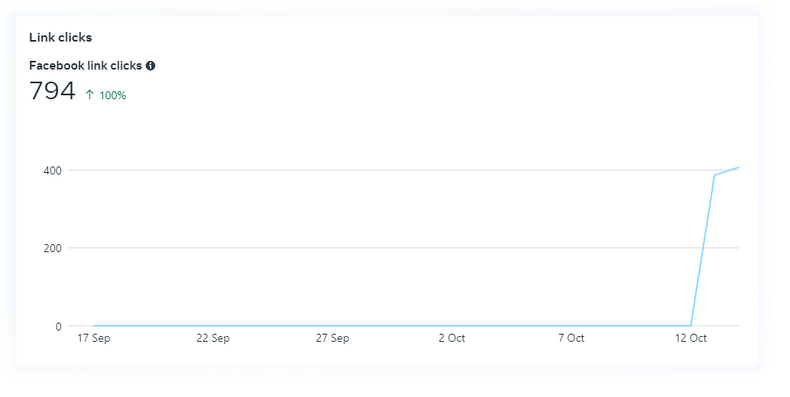 Link clicks
Facebook link clicks
794 ↑ 100%
400
200
0
17 Sep 22 Sep 27 Sep 2 Oct 7 Oct 12 Oct